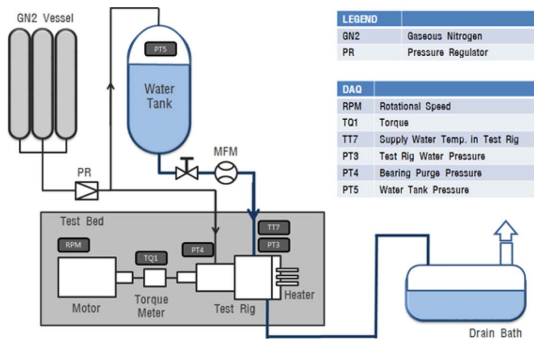 GN2 Vessel
PT5
Water
Tank
MFM
PR
LEGEND
GN2 Gaseous Nitrogen
PR Pressure Regulator
DAQ
RPM Rotational Speed
TQ1 Torque
TT7 Supply Water Temp. in Test Rig
PT3 Test Rig Water Pressure
PT4 Bearing Purge Pressure
PT5 Water Tank Pressure
Test Bed
RPM
TQ1
PT4
TT7
PT3
Motor
Torque
Meter
Test Rig
Heater
Drain Bath